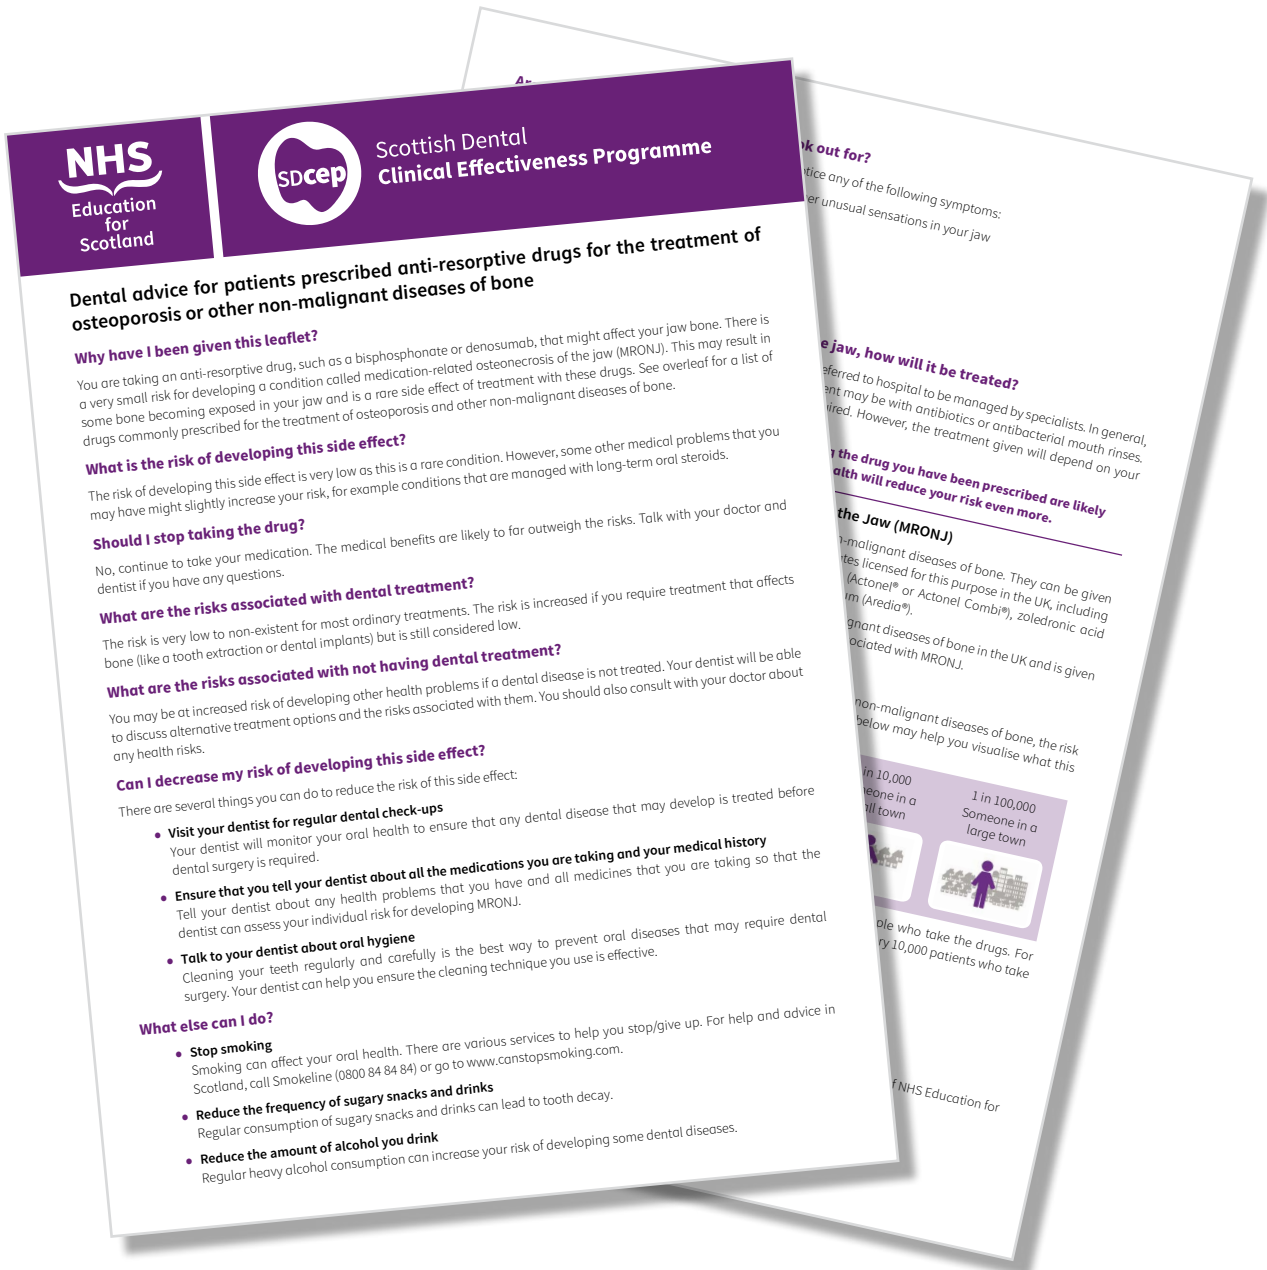 NHS
Education
for
Scotland
SDcep
Scottish Dental
Clinical Effectiveness Programme
Dental advice for patients prescribed anti-resorptive drugs for the treatment of
osteoporosis or other non-malignant diseases of bone
Why have I been given this leaflet?
You are taking an anti-resorptive drug, such as a bisphosphonate or denosumab, that might affect your jaw bone. There is
a very small risk for developing a condition called medication-related osteonecrosis of the jaw (MRONJ). This may result in
some bone becoming exposed in your jaw and is a rare side effect of treatment with these drugs. See overleaf for a list of
drugs commonly prescribed for the treatment of osteoporosis and other non-malignant diseases of bone.
What is the risk of developing this side effect?
The risk of developing this side effect is very low as this is a rare condition. However, some other medical problems that you
may have might slightly increase your risk, for example conditions that are managed with long-term oral steroids.
Should I stop taking the drug?
No, continue to take your medication. The medical benefits are likely to far outweigh the risks. Talk with your doctor and
dentist if you have any questions.
What are the risks associated with dental treatment?
The risk is very low to non-existent for most ordinary treatments. The risk is increased if you require treatment that affects
bone (like a tooth extraction or dental implants) but is still considered low.
What are the risks associated with not having dental treatment?
You may be at increased risk of developing other health problems if a dental disease is not treated. Your dentist will be able
to discuss alternative treatment options and the risks associated with them. You should also consult with your doctor about
any health risks.
Can I decrease my risk of developing this side effect?
There are several things you can do to reduce the risk of this side effect:
• Visit your dentist for regular dental check-ups
Your dentist will monitor your oral health to ensure that any dental disease that may develop is treated before
dental surgery is required.
• Ensure that you tell your dentist about all the medications you are taking and your medical history
Tell your dentist about any health problems that you have and all medicines that you are taking so that the
dentist can assess your individual risk for developing MRONJ.
• Talk to your dentist about oral hygiene
Cleaning your teeth regularly and carefully is the best way to prevent oral diseases that may require dental
surgery. Your dentist can help you ensure the cleaning technique you use is effective.
What else can I do?
• Stop smoking
Smoking can affect your oral health. There are various services to help you stop/give up. For help and advice in
Scotland, call Smokeline (0800 84 84 84) or go to www.canstopsmoking.com.
• Reduce the frequency of sugary snacks and drinks
Regular consumption of sugary snacks and drinks can lead to tooth decay.
• Reduce the amount of alcohol you drink
Regular heavy alcohol consumption can increase your risk of developing some dental diseases.
out for?
any of the following symptoms:
unusual sensations in your jaw
jaw, how will it be treated?
referred to hospital to be managed by specialists. In general,
may be with antibiotics or antibacterial mouth rinses.
However, the treatment given will depend on your
the drug you have been prescribed are likely
will reduce your risk even more.
the Jaw (MRONJ)
diseases of bone. They can be given
licensed for this purpose in the UK, including
(Actonel® or Actonel Combi®), zoledronic acid
(Aredia®).
diseases of bone in the UK and is given
with MRONJ.
non-malignant diseases of bone, the risk
below may help you visualise what this
in 10,000
in a
town
1 in 100,000
Someone in a
large town
who take the drugs. For
10,000 patients who take
NHS Education for